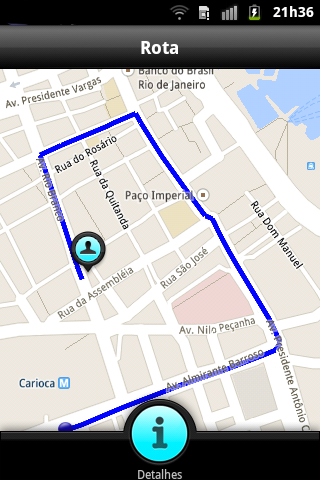 21h36
Rota
Banco do Brasil
Rio de Janeiro
Av. Presidente Vargas
Rua do Rosário
Av. Rio Branco
Rua da Quitanda
Paço Imperial
Rua Dom Manuel
Rua São José
Rua da Assembléia
Av. Nilo Peçanha
Av. Presidente Antônio C
Av. Almirante Barroso
Carioca M
Detalhes